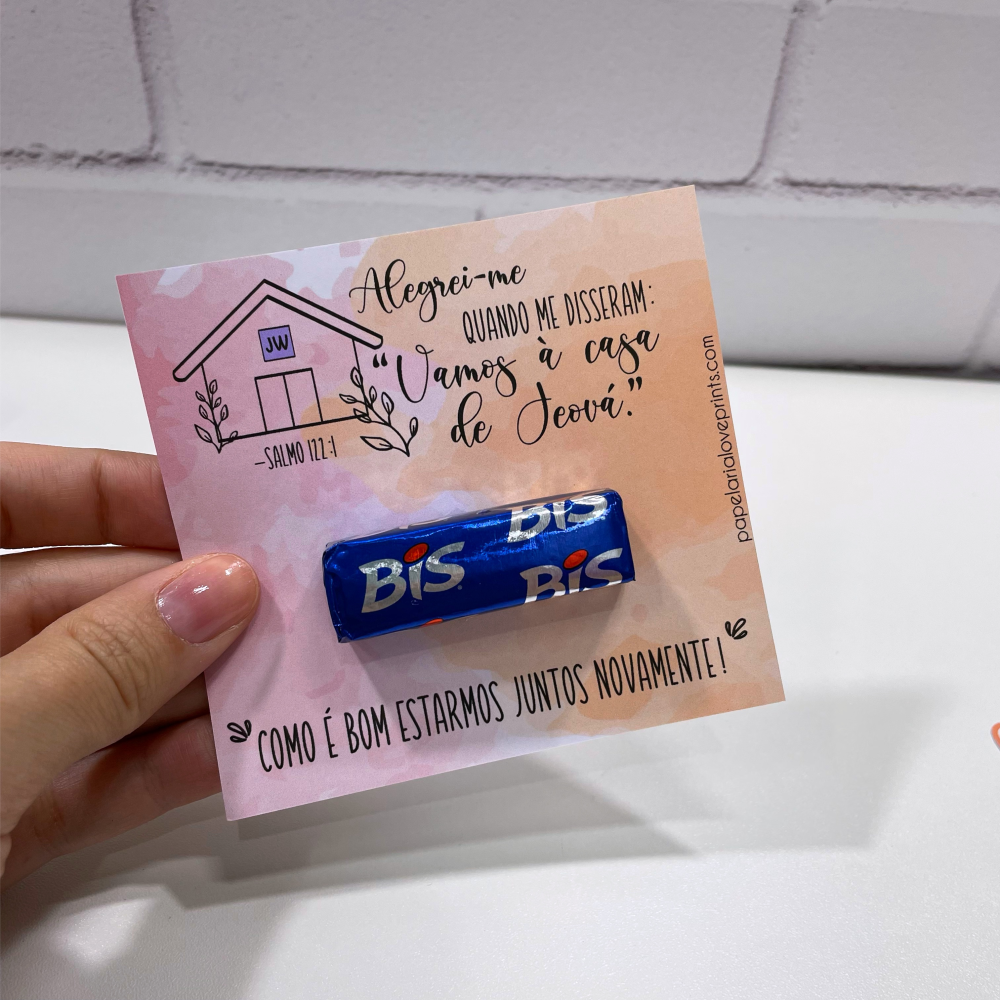 Alegrei-me
QUANDO ME DISSERAM:
"Vamos à casa
de Jeová."
JW
–SALMO 122:1
papelarialoveprints.com
BIS
BIS
BIS
COMO É BOM ESTARMOS JUNTOS NOVAMENTE!